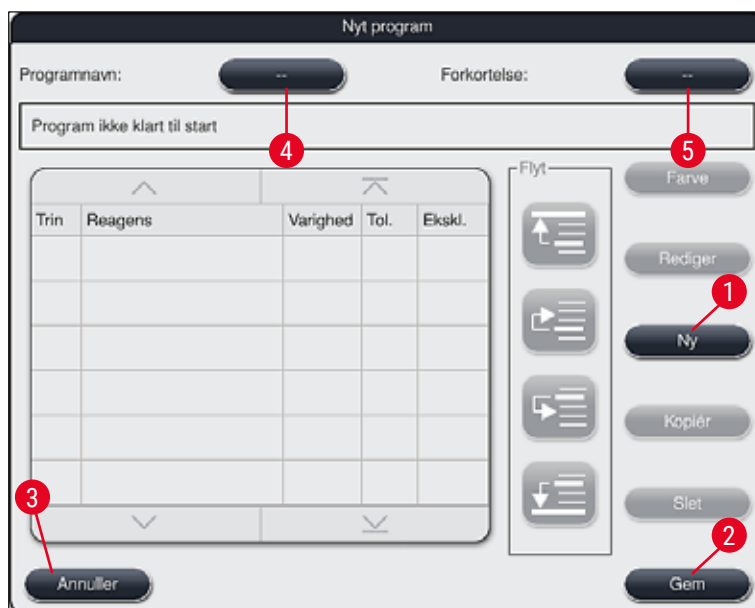 Nyt program
Programnavn: -- Forkortelse: --
4 5
Program ikke klart til start
Flyt Farve
Trin Reagens Varighed Tol. Ekskl.
Rediger
1
Ny
Kopiér
3
Slet
2
Annuller Gem